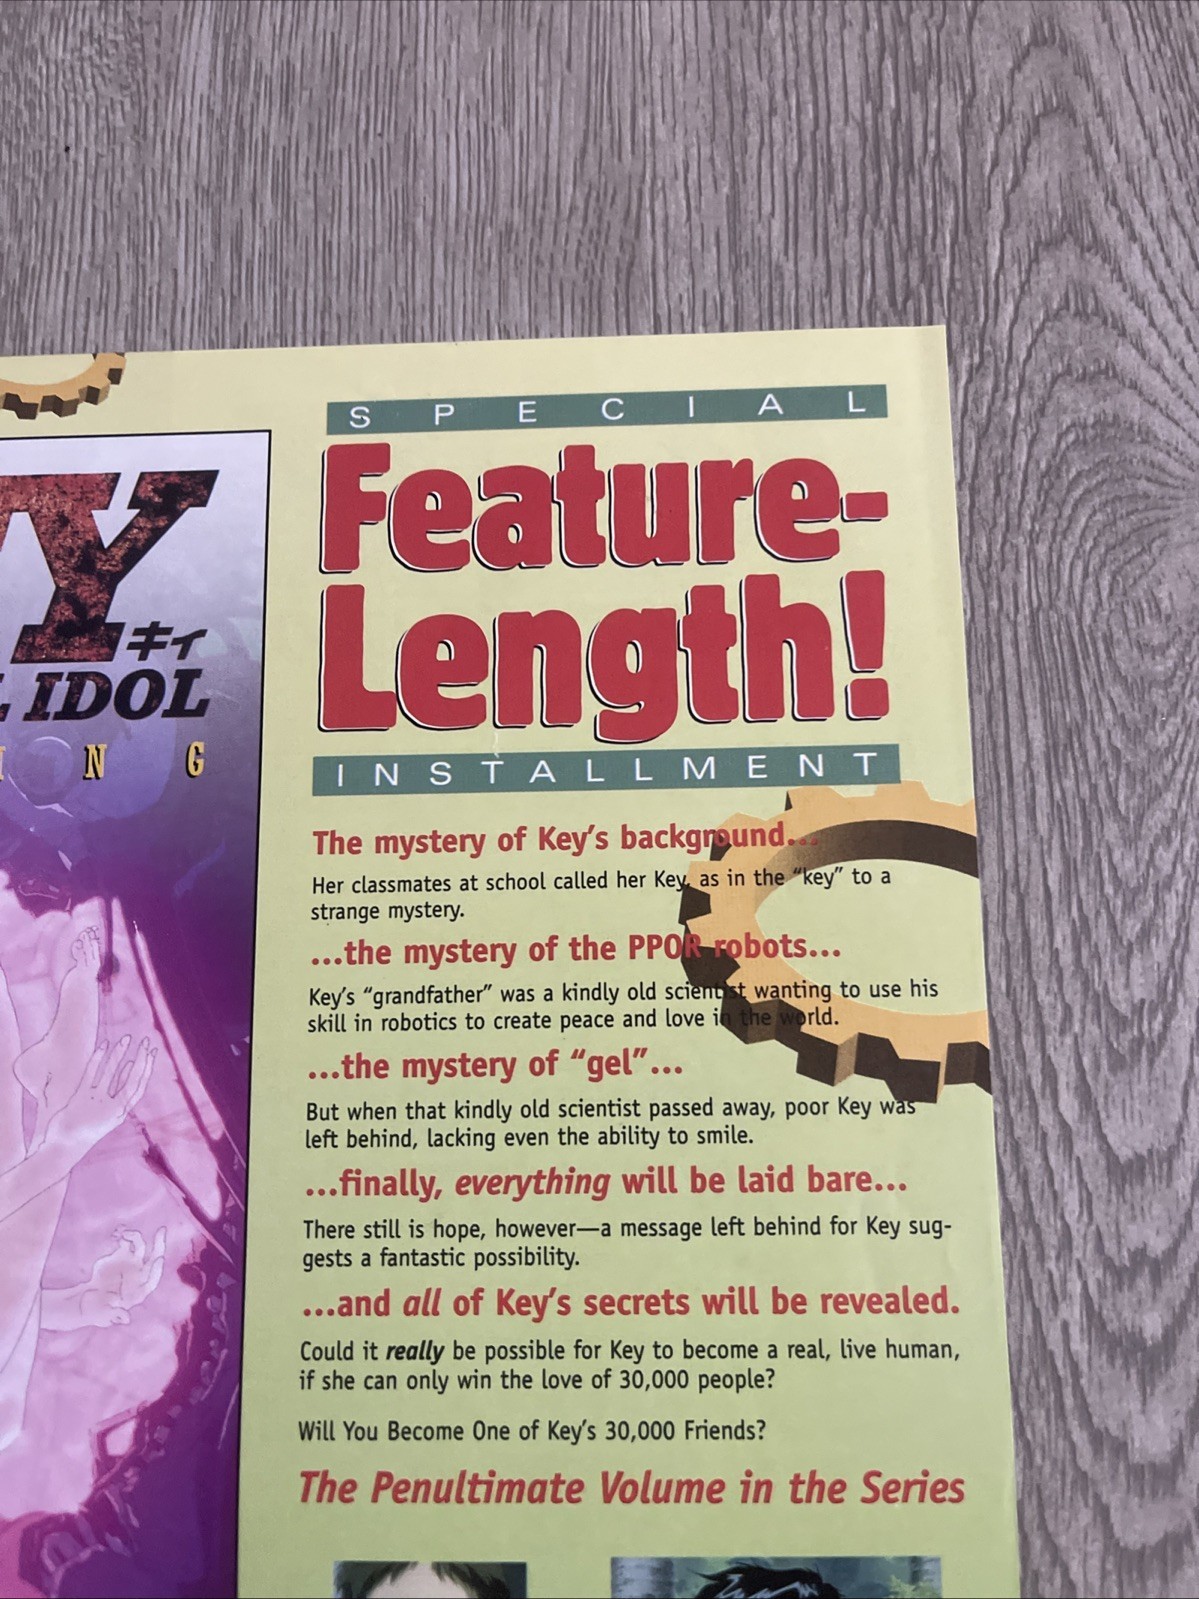 SPECIAL
Feature-
Length!
INSTALLMENT
Y
キィ
IDOL
NG
The mystery of Key's background...
Her classmates at school called her Key, as in the “key” to a
strange mystery.
...the mystery of the PPOR robots...
Key's “grandfather” was a kindly old scientist wanting to use his
skill in robotics to create peace and love in the world.
...the mystery of “gel”...
But when that kindly old scientist passed away, poor Key was
left behind, lacking even the ability to smile.
...finally, everything will be laid bare...
There still is hope, however—a message left behind for Key sug-
gests a fantastic possibility.
...and all of Key's secrets will be revealed.
Could it really be possible for Key to become a real, live human,
if she can only win the love of 30,000 people?
Will You Become One of Key's 30,000 Friends?
The Penultimate Volume in the Series